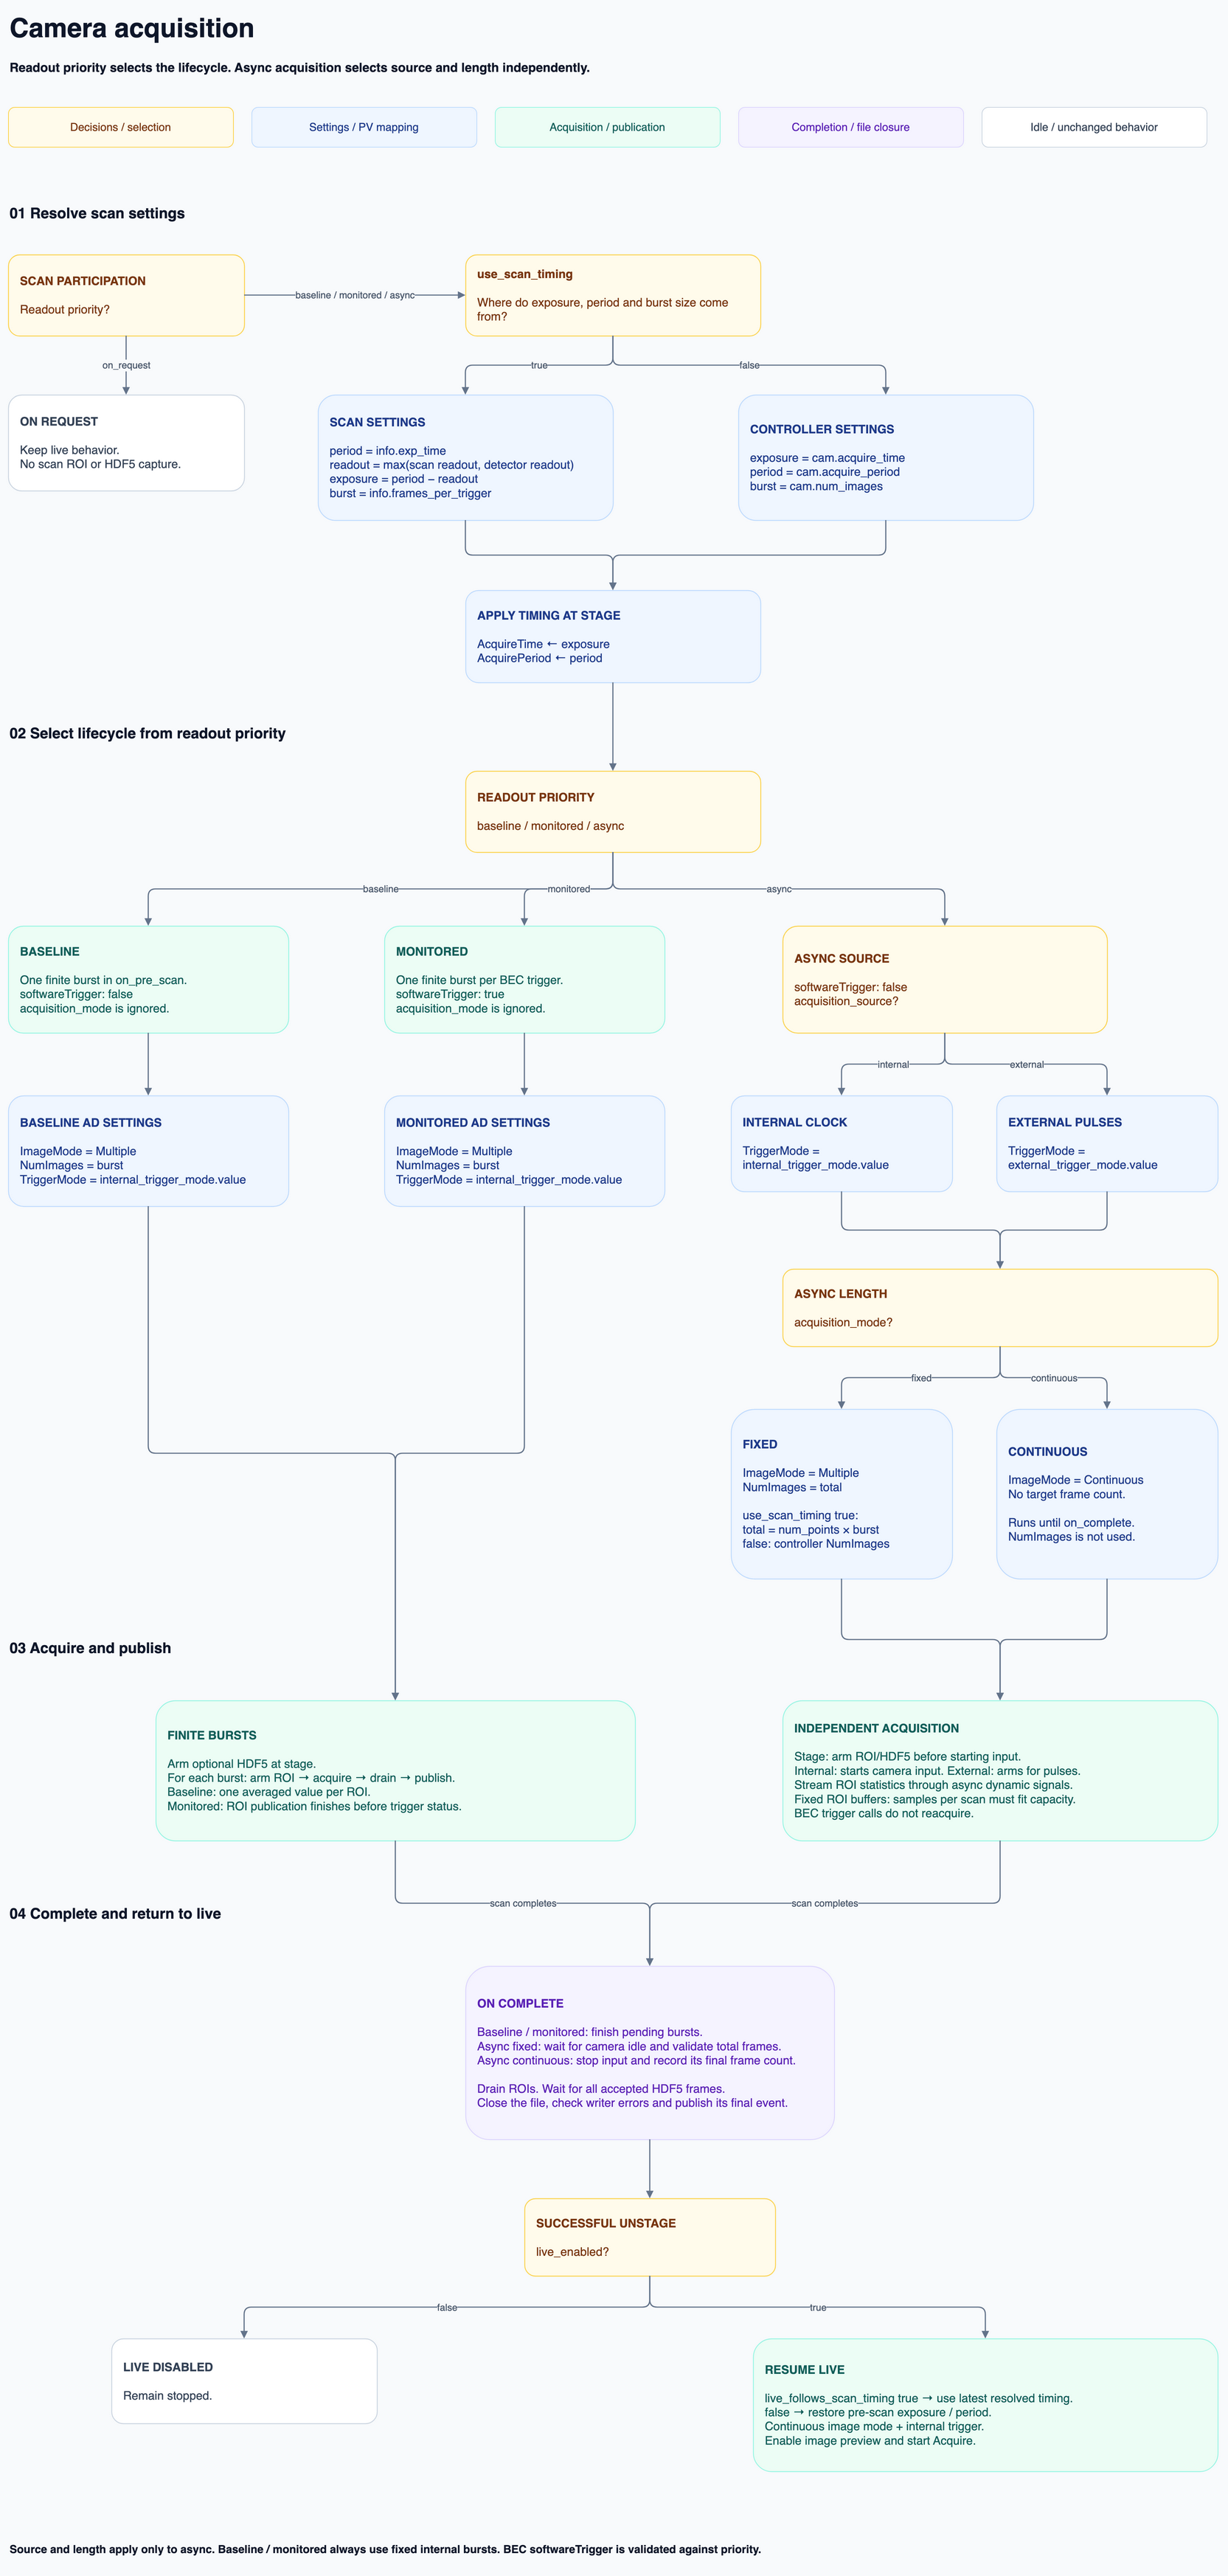 Camera acquisition
Readout priority selects the lifecycle. Async acquisition selects source and length independently.
Decisions / selection
Settings / PV mapping
Acquisition / publication
Completion / file closure
Idle / unchanged behavior
01 Resolve scan settings
SCAN PARTICIPATION
Readout priority?
baseline / monitored / async
use_scan_timing
Where do exposure, period and burst size come
from?
on_request
true
false
ON REQUEST
Keep live behavior.
No scan ROI or HDF5 capture.
SCAN SETTINGS
period = info.exp_time
readout = max(scan readout, detector readout)
exposure = period − readout
burst = info.frames_per_trigger
CONTROLLER SETTINGS
exposure = cam.acquire_time
period = cam.acquire_period
burst = cam.num_images
APPLY TIMING AT STAGE
AcquireTime ← exposure
AcquirePeriod ← period
02 Select lifecycle from readout priority
READOUT PRIORITY
baseline / monitored / async
baseline
monitored
async
BASELINE
One finite burst in on_pre_scan.
softwareTrigger: false
acquisition_mode is ignored.
MONITORED
One finite burst per BEC trigger.
softwareTrigger: true
acquisition_mode is ignored.
ASYNC SOURCE
softwareTrigger: false
acquisition_source?
internal
external
BASELINE AD SETTINGS
ImageMode = Multiple
NumImages = burst
TriggerMode = internal_trigger_mode.value
MONITORED AD SETTINGS
ImageMode = Multiple
NumImages = burst
TriggerMode = internal_trigger_mode.value
INTERNAL CLOCK
TriggerMode =
internal_trigger_mode.value
EXTERNAL PULSES
TriggerMode =
external_trigger_mode.value
ASYNC LENGTH
acquisition_mode?
fixed
continuous
FIXED
ImageMode = Multiple
NumImages = total
use_scan_timing true:
total = num_points × burst
false: controller NumImages
CONTINUOUS
ImageMode = Continuous
No target frame count.
Runs until on_complete.
NumImages is not used.
03 Acquire and publish
FINITE BURSTS
Arm optional HDF5 at stage.
For each burst: arm ROI → acquire → drain → publish.
Baseline: one averaged value per ROI.
Monitored: ROI publication finishes before trigger status.
INDEPENDENT ACQUISITION
Stage: arm ROI/HDF5 before starting input.
Internal: starts camera input. External: arms for pulses.
Stream ROI statistics through async dynamic signals.
Fixed ROI buffers: samples per scan must fit capacity.
BEC trigger calls do not reacquire.
scan completes
scan completes
04 Complete and return to live
ON COMPLETE
Baseline / monitored: finish pending bursts.
Async fixed: wait for camera idle and validate total frames.
Async continuous: stop input and record its final frame count.
Drain ROIs. Wait for all accepted HDF5 frames.
Close the file, check writer errors and publish its final event.
SUCCESSFUL UNSTAGE
live_enabled?
false
true
LIVE DISABLED
Remain stopped.
RESUME LIVE
live_follows_scan_timing true → use latest resolved timing.
false → restore pre-scan exposure / period.
Continuous image mode + internal trigger.
Enable image preview and start Acquire.
Source and length apply only to async. Baseline / monitored always use fixed internal bursts. BEC softwareTrigger is validated against priority.